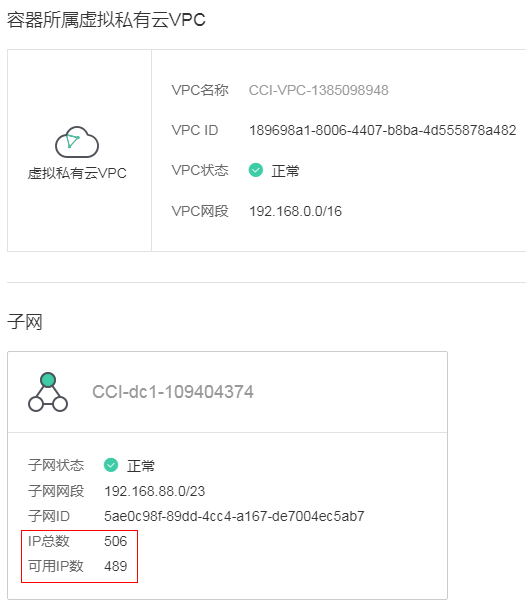 容器所属虚拟私有云VPC
虚拟私有云VPC
VPC名称 CCI-VPC-1385098948
VPC ID 189698a1-8006-4407-b8ba-4d555878a482
VPC状态 正常
VPC网段 192.168.0.0/16
子网
CCI-dc1-109404374
子网状态 正常
子网网段 192.168.88.0/23
子网ID 5ae0c98f-89dd-4cc4-a167-de7004ec5ab7
IP总数 506
可用IP数 489